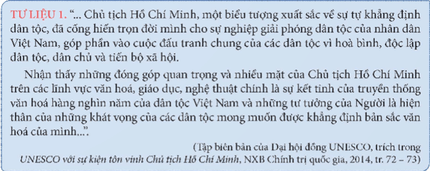 TƯ LIỆU 1. “... Chủ tịch Hồ Chí Minh, một biểu tượng xuất sắc về sự tự khẳng định
dân tộc, đã cống hiến trọn đời mình cho sự nghiệp giải phóng dân tộc của nhân dân
Việt Nam, góp phần vào cuộc đấu tranh chung của các dân tộc vì hoà bình, độc lập
dân tộc, dân chủ và tiến bộ xã hội.
Nhận thấy những đóng góp quan trọng và nhiều mặt của Chủ tịch Hồ Chí Minh
trên các lĩnh vực văn hoá, giáo dục, nghệ thuật chính là sự kết tinh của truyền thống
văn hoá hàng nghìn năm của dân tộc Việt Nam và những tư tưởng của Người là hiện
thân của những khát vọng của các dân tộc mong muốn được khẳng định bản sắc văn
hoá của mình...”.
(Tập biên bản của Đại hội đồng UNESCO, trích trong
UNESCO với sự kiện tôn vinh Chủ tịch Hồ Chí Minh, NXB Chính trị quốc gia, 2014, tr. 72 – 73)